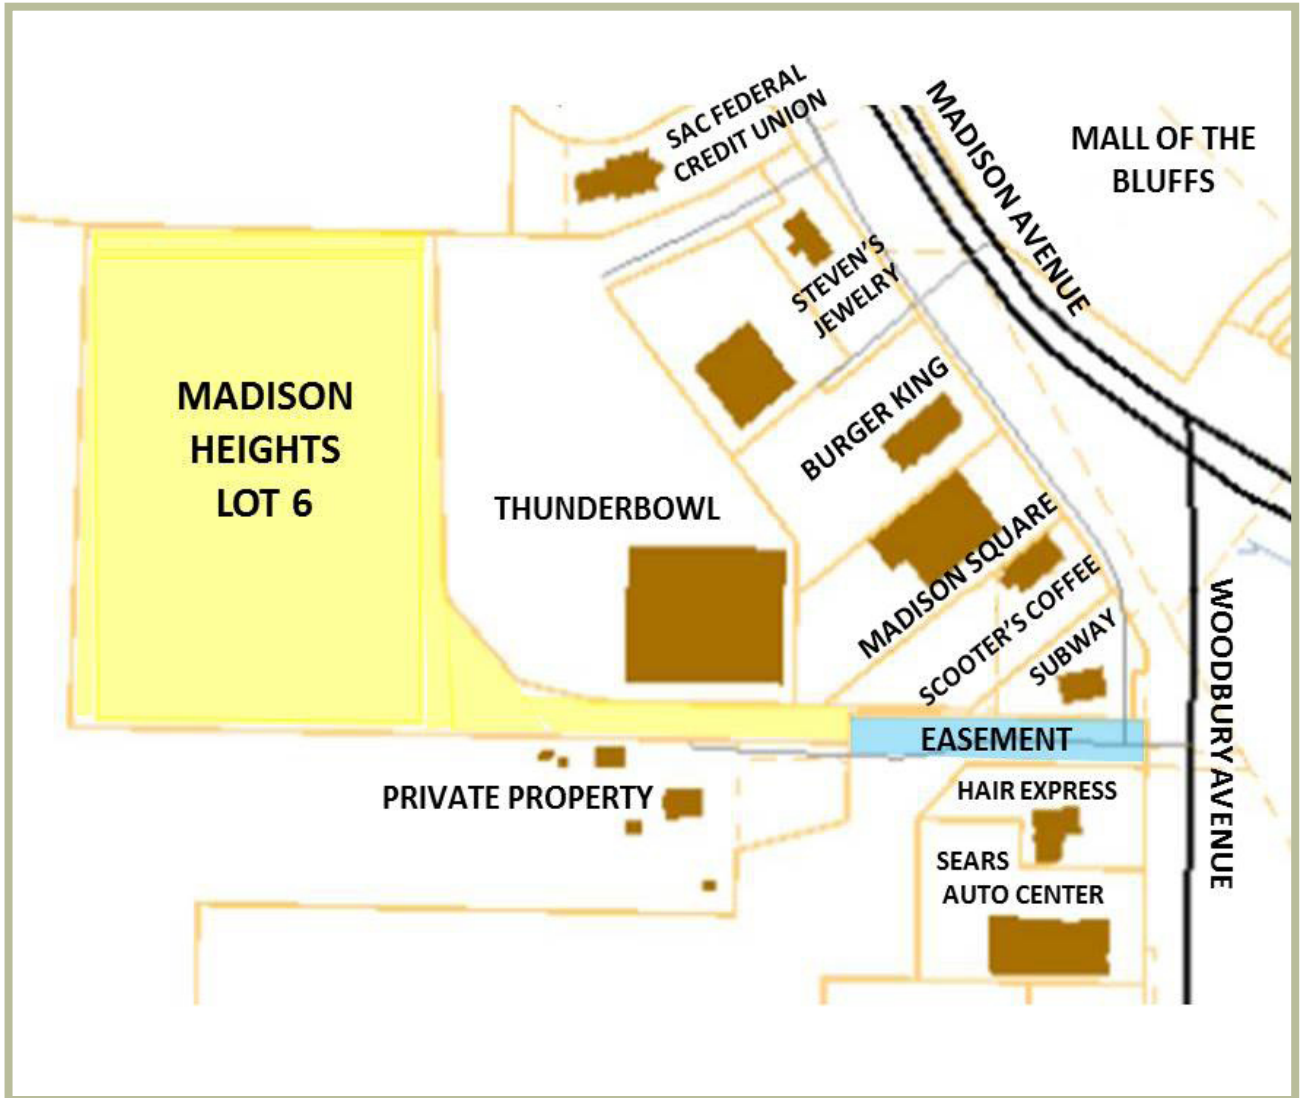 SAC FEDERAL
CREDIT UNION
MADISON AVENUE
MALL OF THE
BLUFFS
STEVEN'S
JEWELRY
MADISON
HEIGHTS
LOT 6
BURGER KING
THUNDERBOWL
MADISON SQUARE
SCOOTER'S COFFEE
SUBWAY
WOODBURY AVENUE
EASEMENT
PRIVATE PROPERTY
HAIR EXPRESS
SEARS
AUTO CENTER